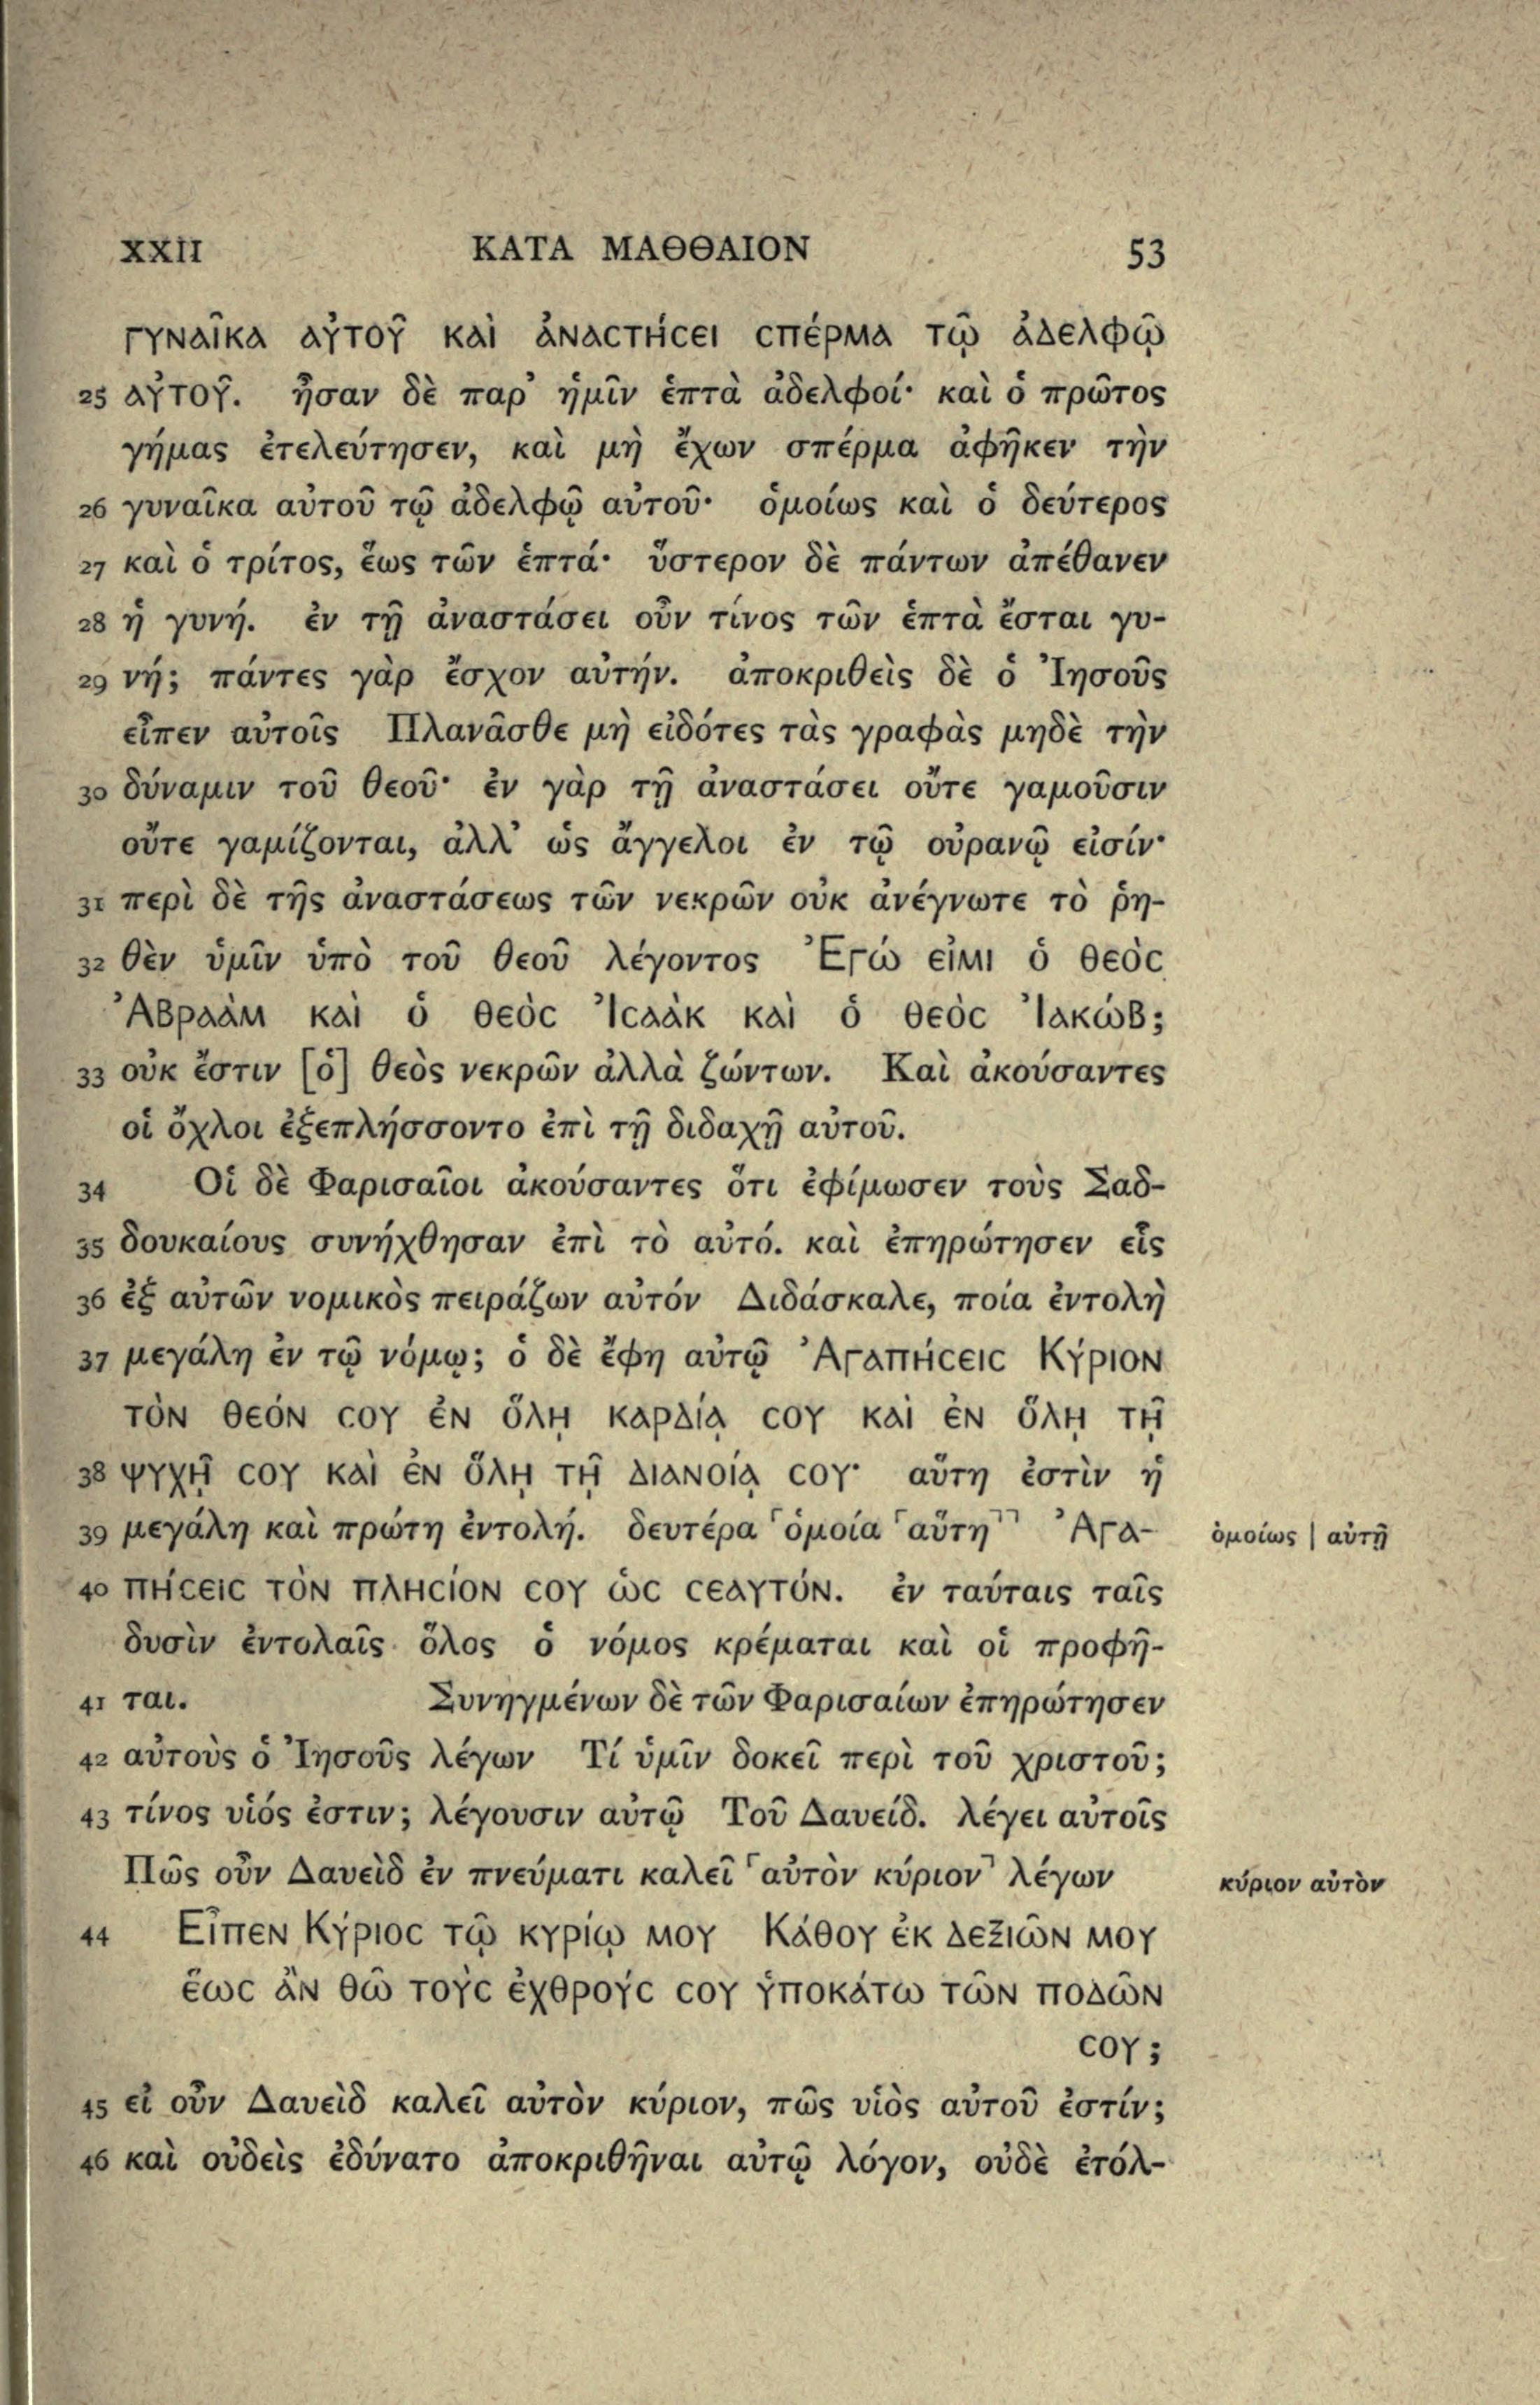 XXII ΚΑΤΑ ΜΑΘΘΑΙΟΝ 53
γυναῖκα αὐτοῦ καὶ ἀναστήσει σπέρμα τῷ ἀδελφῷ
25 αὐτοῦ. ἦσαν δὲ παρ' ἡμῖν ἑπτὰ ἀδελφοί· καὶ ὁ πρῶτος
γήμας ἐτελεύτησεν, καὶ μὴ ἔχων σπέρμα ἀφῆκεν τὴν
26 γυναῖκα αὐτοῦ τῷ ἀδελφῷ αὐτοῦ· ὁμοίως καὶ ὁ δεύτερος
27 καὶ ὁ τρίτος, ἕως τῶν ἑπτά· ὕστερον δὲ πάντων ἀπέθανεν
28 ἡ γυνή. ἐν τῇ ἀναστάσει οὖν τίνος τῶν ἑπτὰ ἔσται γυ-
29 νή; πάντες γὰρ ἔσχον αὐτήν. ἀποκριθεὶς δὲ ὁ Ἰησοῦς
εἶπεν αὐτοῖς Πλανᾶσθε μὴ εἰδότες τὰς γραφὰς μηδὲ τὴν
30 δύναμιν τοῦ θεοῦ· ἐν γὰρ τῇ ἀναστάσει οὔτε γαμοῦσιν
οὔτε γαμίζονται, ἀλλ' ὡς ἄγγελοι ἐν τῷ οὐρανῷ εἰσίν·
31 περὶ δὲ τῆς ἀναστάσεως τῶν νεκρῶν οὐκ ἀνέγνωτε τὸ ῥη-
32 θὲν ὑμῖν ὑπὸ τοῦ θεοῦ λέγοντος Ἐγώ εἰμι ὁ θεὸς
Ἀβραὰμ καὶ ὁ θεὸς Ἰσαὰκ καὶ ὁ θεὸς Ἰακώβ;
33 οὐκ ἔστιν [ὁ] θεὸς νεκρῶν ἀλλὰ ζώντων. Καὶ ἀκούσαντες
οἱ ὄχλοι ἐξεπλήσσοντο ἐπὶ τῇ διδαχῇ αὐτοῦ.
34 Οἱ δὲ Φαρισαῖοι ἀκούσαντες ὅτι ἐφίμωσεν τοὺς Σαδ-
35 δουκαίους συνήχθησαν ἐπὶ τὸ αὐτό. καὶ ἐπηρώτησεν εἷς
36 ἐξ αὐτῶν νομικὸς πειράζων αὐτόν Διδάσκαλε, ποία ἐντολὴ
37 μεγάλη ἐν τῷ νόμῳ; ὁ δὲ ἔφη αὐτῷ Ἀγαπήσεις Κύριον
τὸν θεόν σου ἐν ὅλῃ καρδίᾳ σου καὶ ἐν ὅλῃ τῇ
38 ψυχῇ σου καὶ ἐν ὅλῃ τῇ διανοίᾳ σου· αὕτη ἐστὶν ἡ
39 μεγάλη καὶ πρώτη ἐντολή. δευτέρα ⌜ὁμοία ⌜αὕτη⌝⌝ Ἀγα- ὁμοίως | αὐτῇ
40 πήσεις τὸν πλησίον σου ὡς σεαυτόν. ἐν ταύταις ταῖς
δυσὶν ἐντολαῖς ὅλος ὁ νόμος κρέμαται καὶ οἱ προφῆ-
41 ται. Συνηγμένων δὲ τῶν Φαρισαίων ἐπηρώτησεν
42 αὐτοὺς ὁ Ἰησοῦς λέγων Τί ὑμῖν δοκεῖ περὶ τοῦ χριστοῦ;
43 τίνος υἱός ἐστιν; λέγουσιν αὐτῷ Τοῦ Δαυείδ. λέγει αὐτοῖς
Πῶς οὖν Δαυεὶδ ἐν πνεύματι καλεῖ ⌜αὐτὸν κύριον⌝ λέγων κύριον αὐτὸν
44 Εἶπεν Κύριος τῷ κυρίῳ μου Κάθου ἐκ δεξιῶν μου
ἕως ἂν θῶ τοὺς ἐχθρούς σου ὑποκάτω τῶν ποδῶν
σου;
45 εἰ οὖν Δαυεὶδ καλεῖ αὐτὸν κύριον, πῶς υἱὸς αὐτοῦ ἐστίν;
46 καὶ οὐδεὶς ἐδύνατο ἀποκριθῆναι αὐτῷ λόγον, οὐδὲ ἐτόλ-